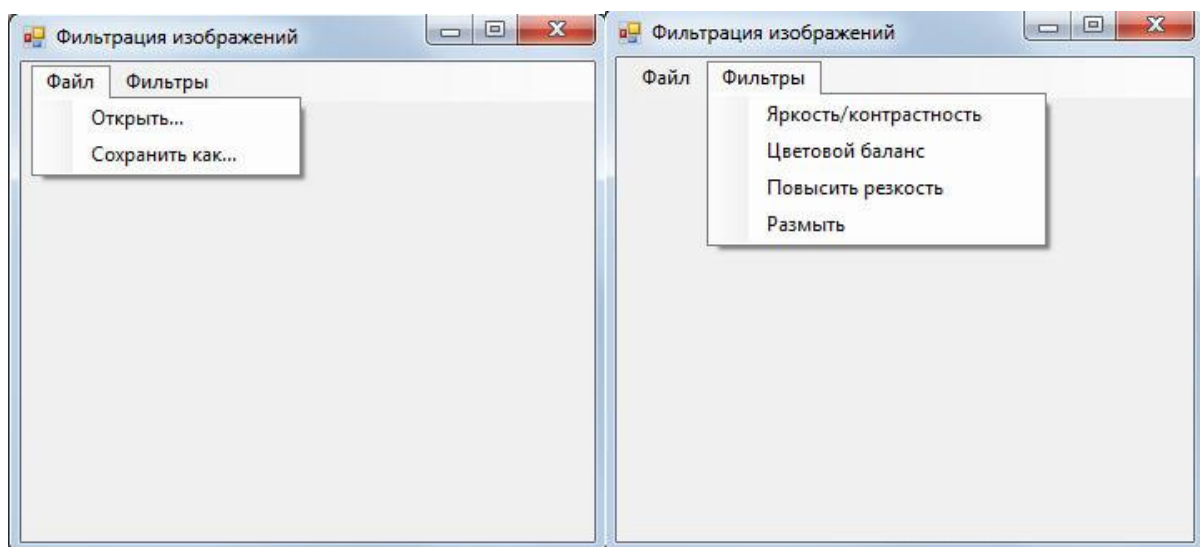 Фильтрация изображений
Файл Фильтры
Открыть...
Сохранить как...
Фильтрация изображений
Файл Фильтры
Яркость/контрастность
Цветовой баланс
Повысить резкость
Размыть